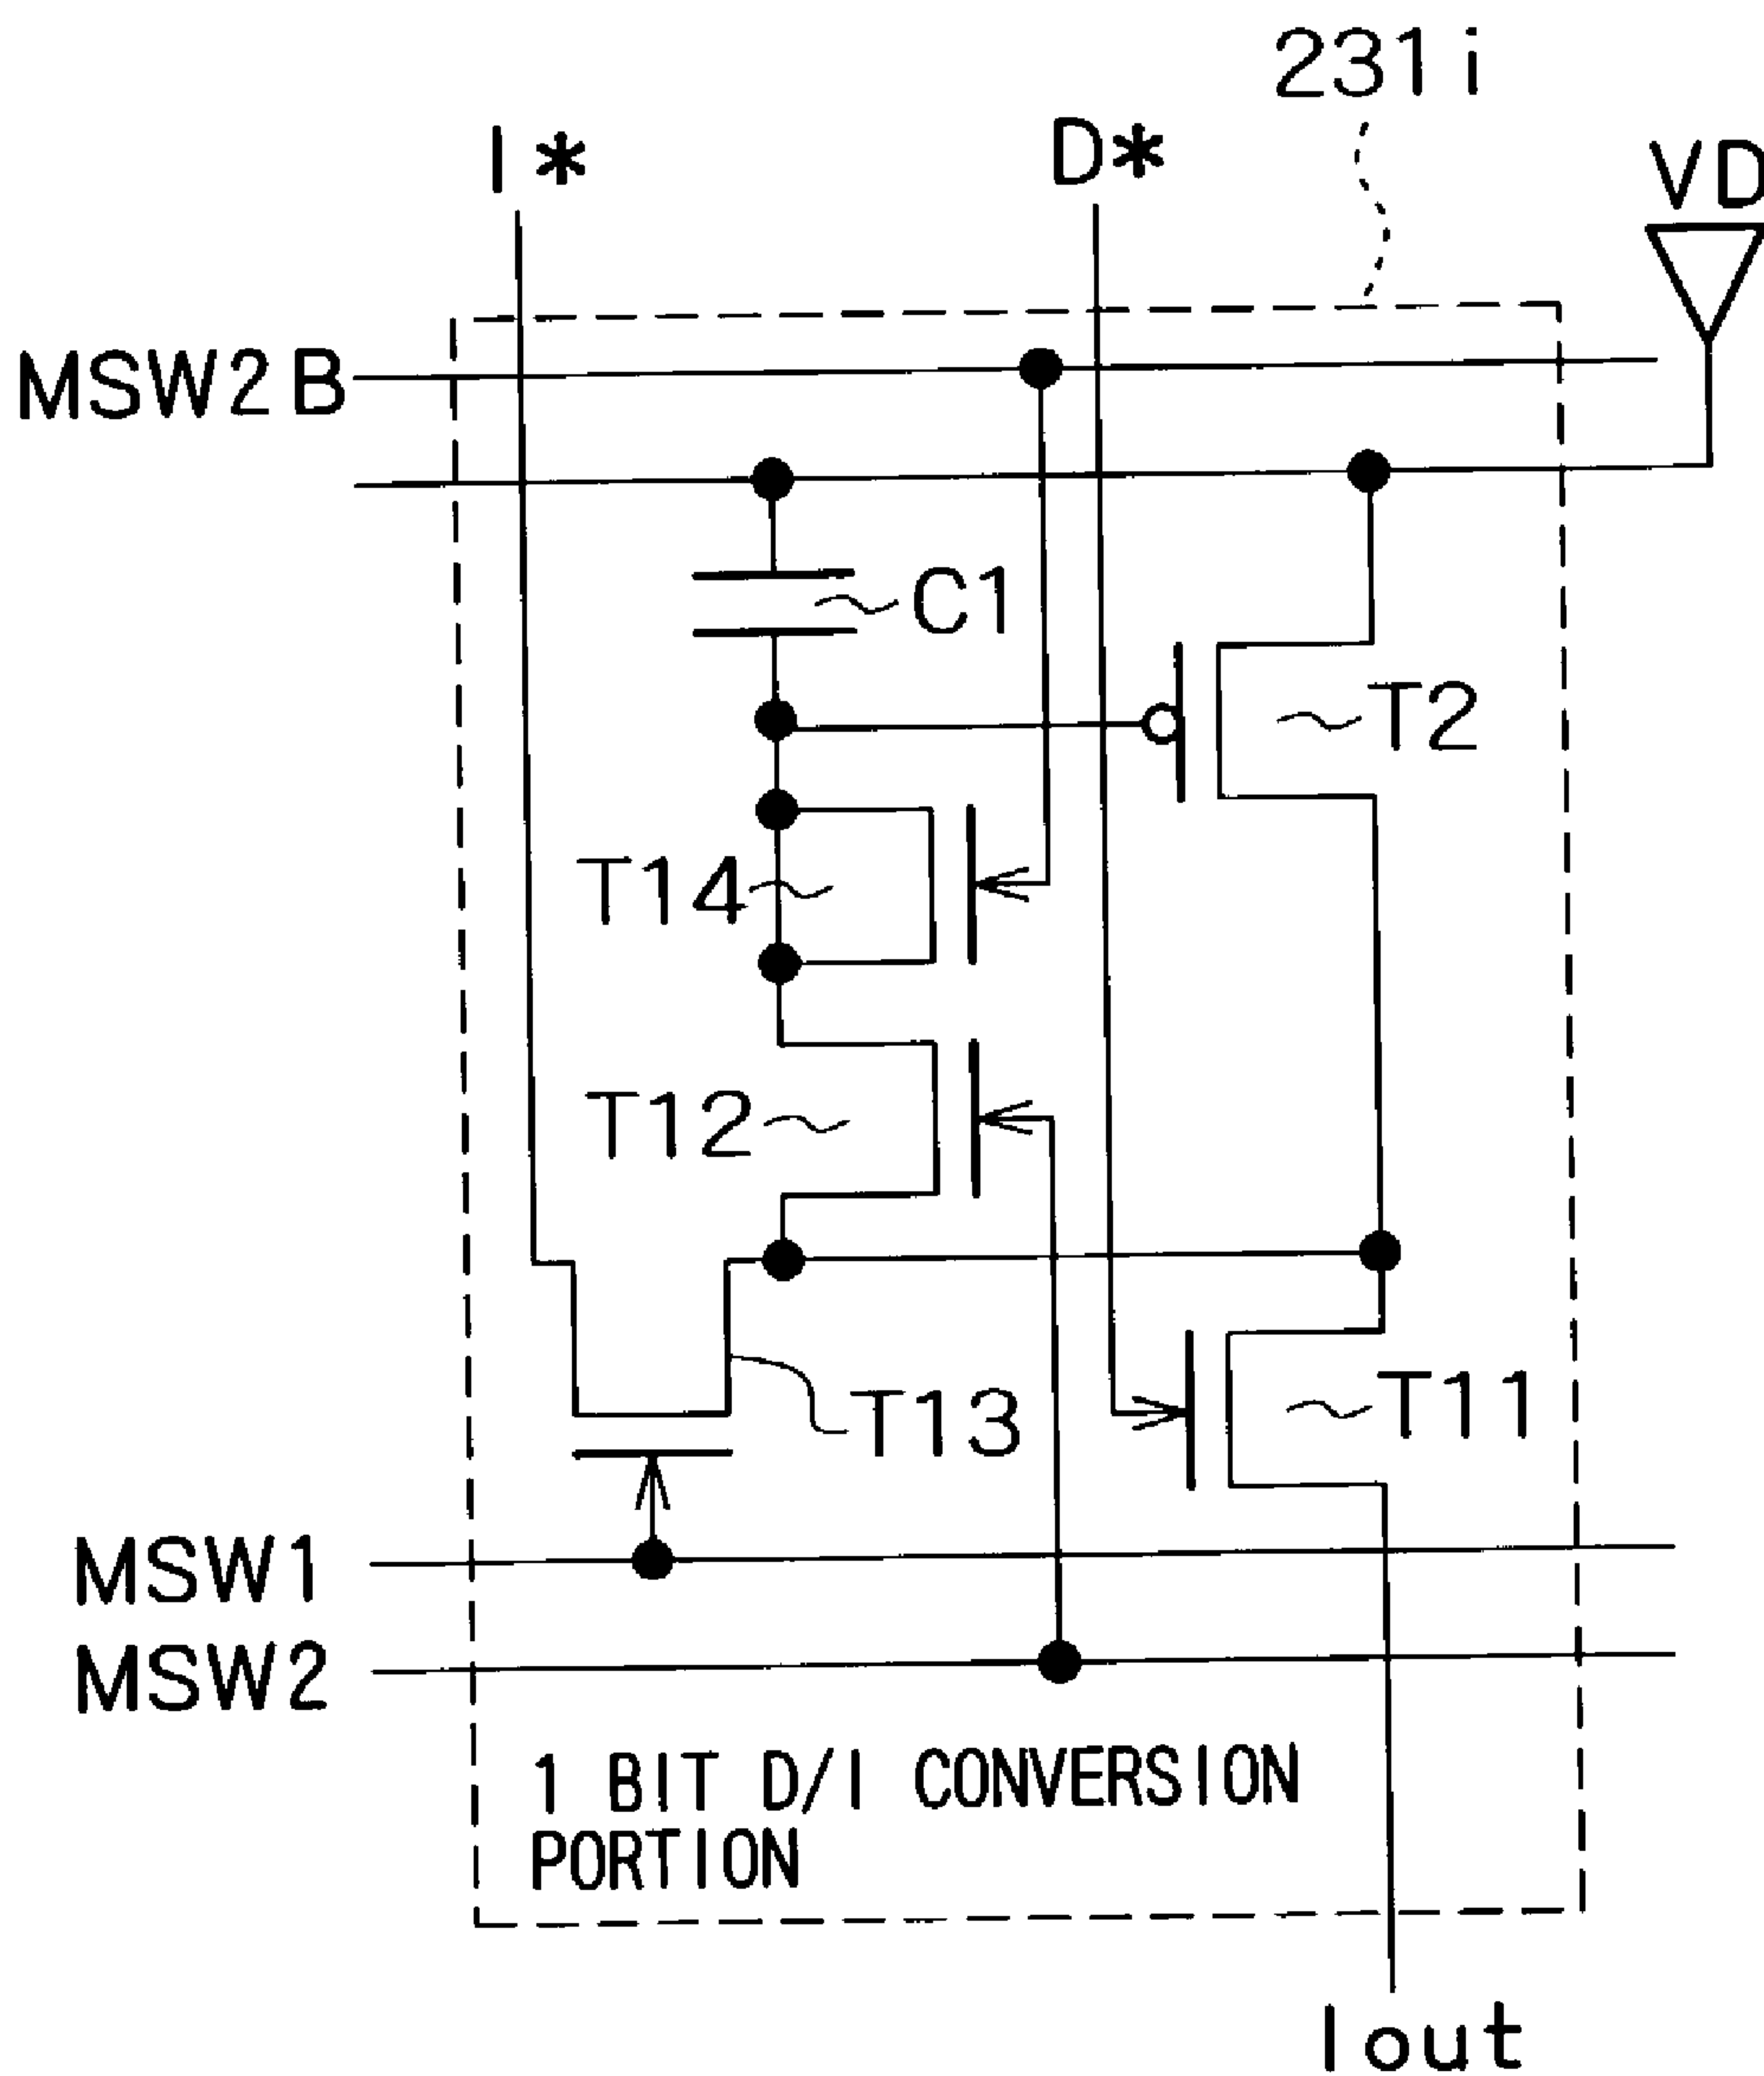 231i
I*
D*
VD
MSW2B
C1
T2
T14
T12
T13
T11
MSW1
MSW2
1 BIT D/I CONVERSION
PORTION
Iout